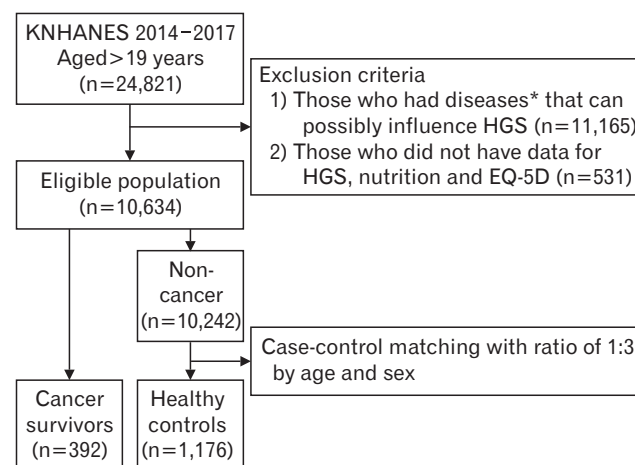 KNHANES 2014–2017
Aged>19 years
(n=24,821)
Exclusion criteria
1) Those who had diseases* that can
possibly influence HGS (n=11,165)
2) Those who did not have data for
HGS, nutrition and EQ-5D (n=531)
Eligible population
(n=10,634)
Non-
cancer
(n=10,242)
Case-control matching with ratio of 1:3
by age and sex
Cancer
survivors
(n=392)
Healthy
controls
(n=1,176)